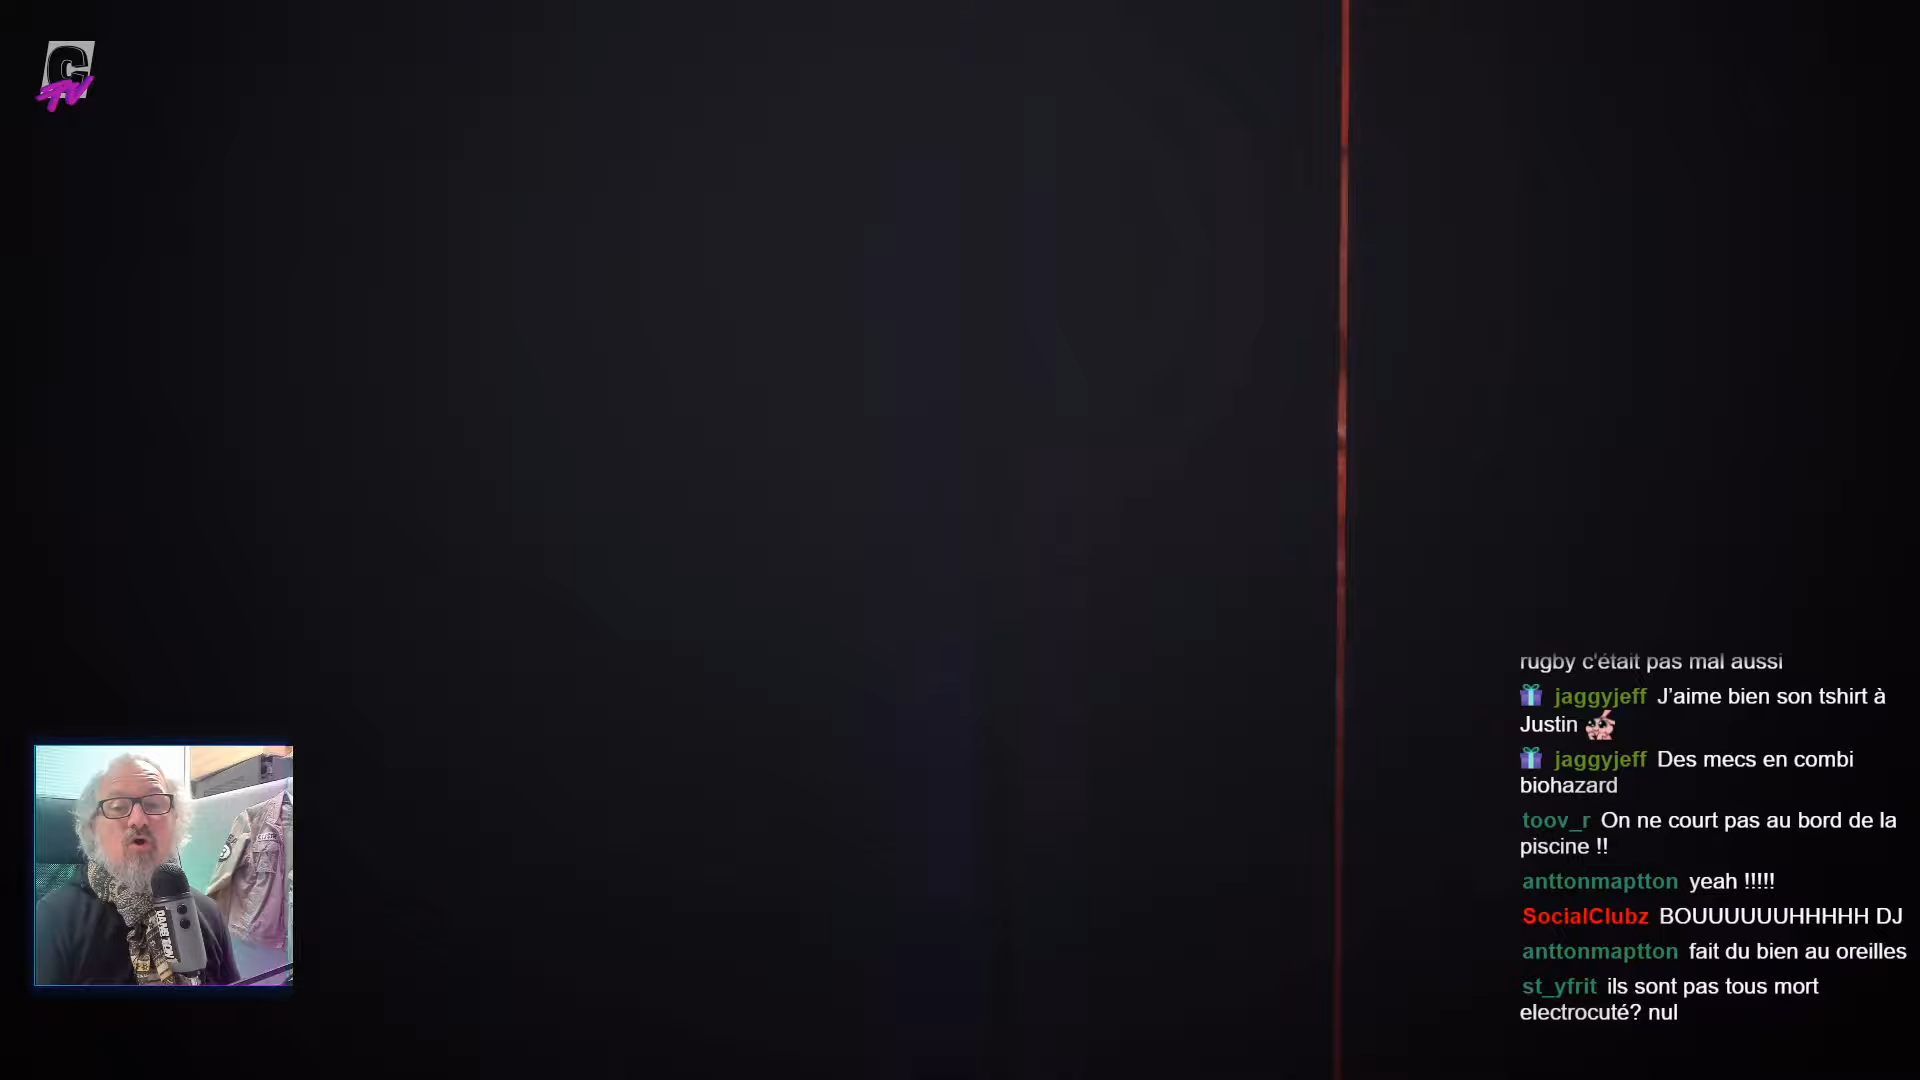 C
TV
rugby c'était pas mal aussi
jaggyjeff J’aime bien son tshirt à
Justin
jaggyjeff Des mecs en combi
biohazard
toov_r On ne court pas au bord de la
piscine !!
anttonmaptton yeah !!!!!
SocialClubz BOUUUUUUHHHHH DJ
anttonmaptton fait du bien au oreilles
st_yfrit ils sont pas tous mort
electrocuté? nul